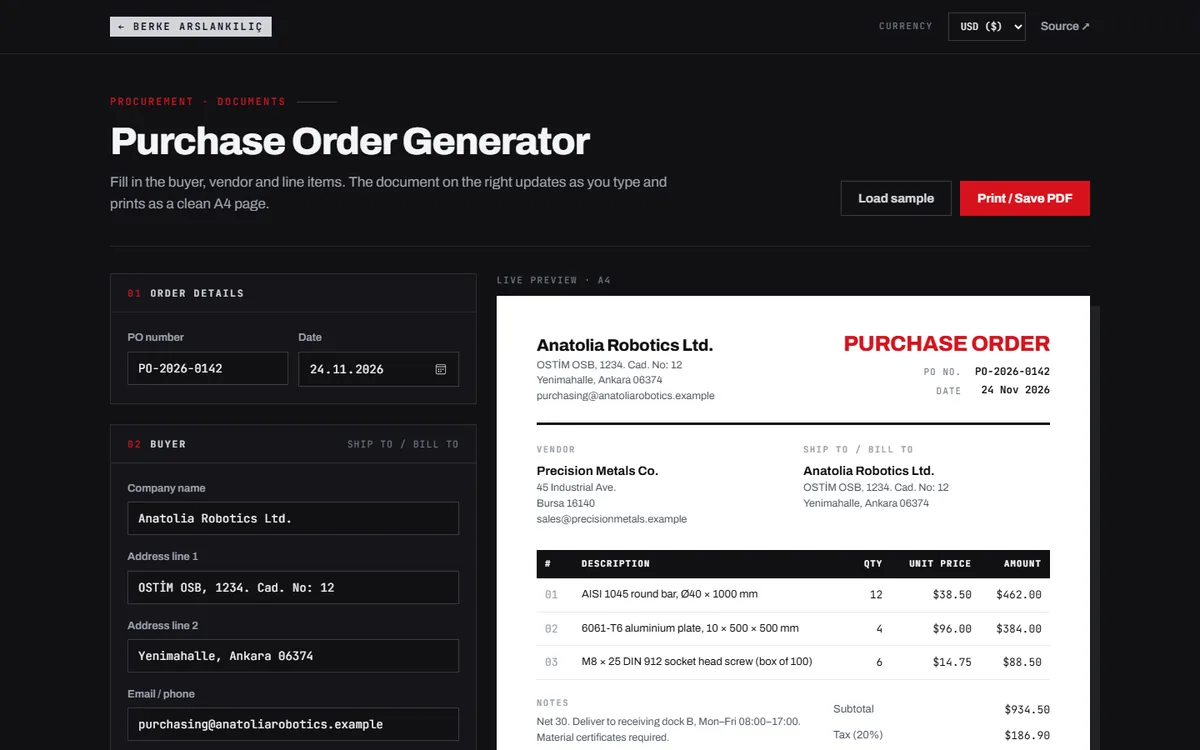 ← BERKE ARSLANKILIÇ
CURRENCY
USD ($)
Source ↗
PROCUREMENT · DOCUMENTS
Purchase Order Generator
Fill in the buyer, vendor and line items. The document on the right updates as you type and
prints as a clean A4 page.
Load sample
Print / Save PDF
01 ORDER DETAILS
PO number
Date
PO-2026-0142
24.11.2026
02 BUYER
SHIP TO / BILL TO
Company name
Anatolia Robotics Ltd.
Address line 1
OSTİM OSB, 1234. Cad. No: 12
Address line 2
Yenimahalle, Ankara 06374
Email / phone
purchasing@anatoliarobotics.example
LIVE PREVIEW · A4
Anatolia Robotics Ltd.
OSTİM OSB, 1234. Cad. No: 12
Yenimahalle, Ankara 06374
purchasing@anatoliarobotics.example
PURCHASE ORDER
PO NO. PO-2026-0142
DATE 24 Nov 2026
VENDOR
Precision Metals Co.
45 Industrial Ave.
Bursa 16140
sales@precisionmetals.example
SHIP TO / BILL TO
Anatolia Robotics Ltd.
OSTİM OSB, 1234. Cad. No: 12
Yenimahalle, Ankara 06374
# DESCRIPTION QTY UNIT PRICE AMOUNT
01 AISI 1045 round bar, Ø40 × 1000 mm 12 $38.50 $462.00
02 6061-T6 aluminium plate, 10 × 500 × 500 mm 4 $96.00 $384.00
03 M8 × 25 DIN 912 socket head screw (box of 100) 6 $14.75 $88.50
NOTES
Net 30. Deliver to receiving dock B, Mon–Fri 08:00–17:00.
Material certificates required.
Subtotal $934.50
Tax (20%) $186.90